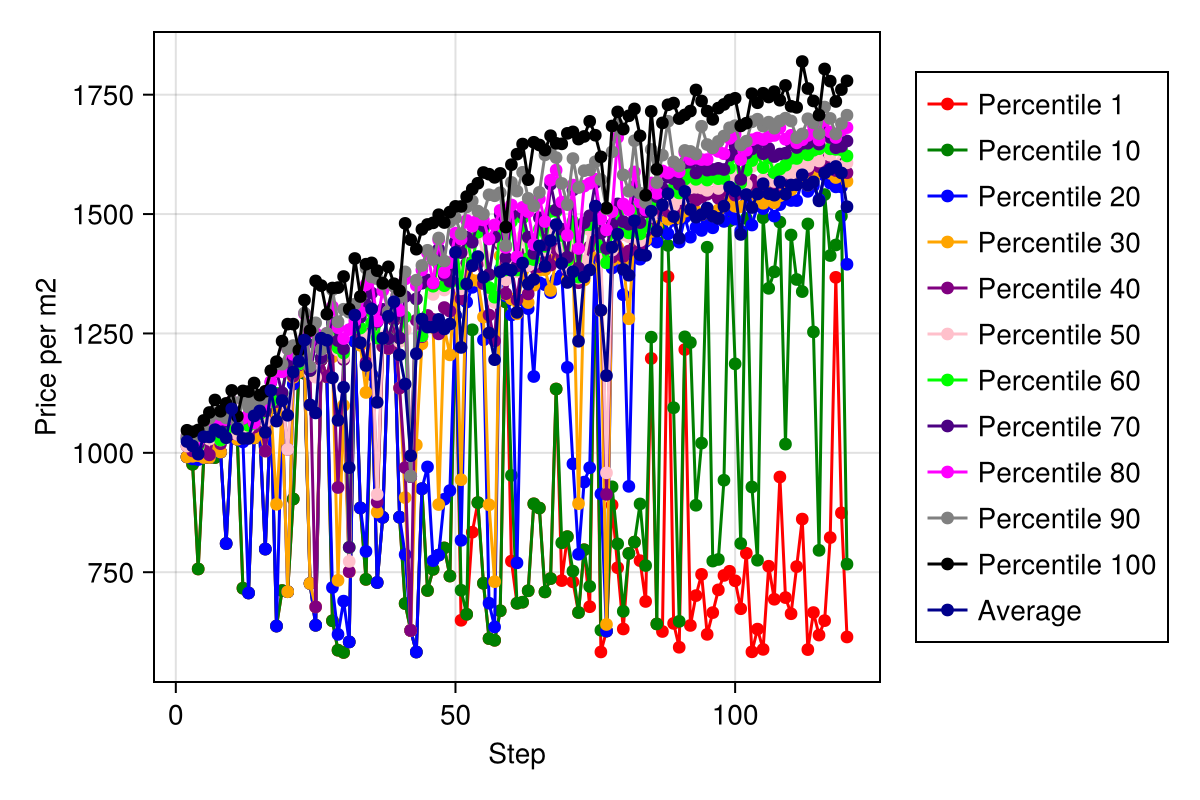 Price per m2
1750
1500
1250
1000
750
0
50
100
Step
Percentile 1
Percentile 10
Percentile 20
Percentile 30
Percentile 40
Percentile 50
Percentile 60
Percentile 70
Percentile 80
Percentile 90
Percentile 100
Average